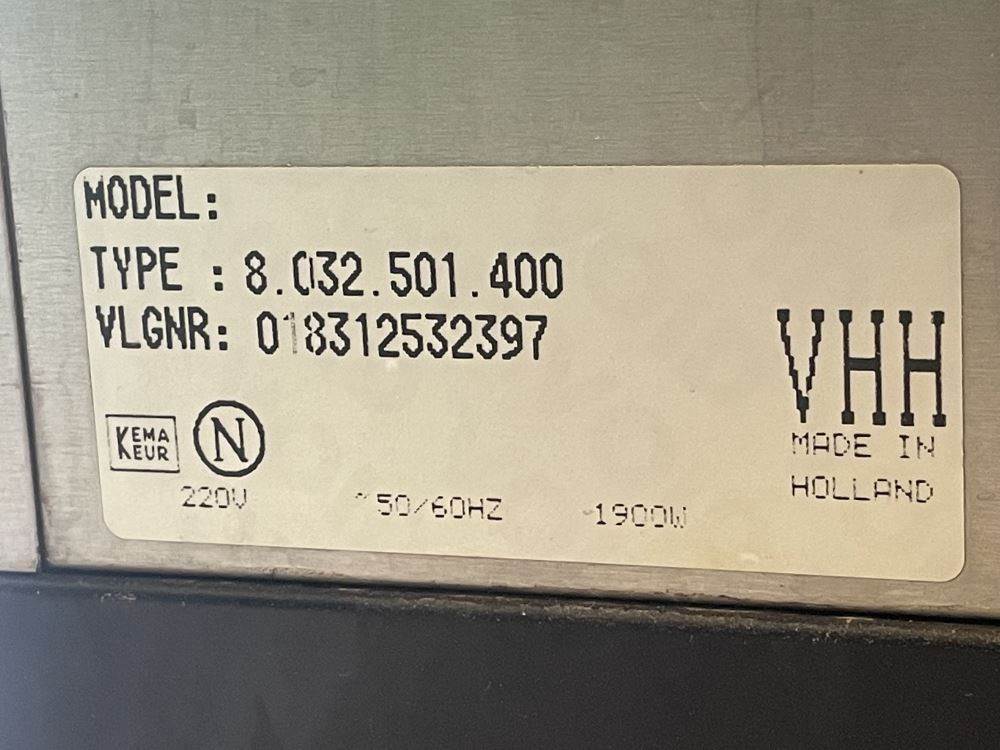 MODEL:
TYPE : 8.032.501.400
VLGNR: 018312532397
VHH
MADE IN
HOLLAND
KEMA
KEUR
N
220V ~50/60HZ 1900W